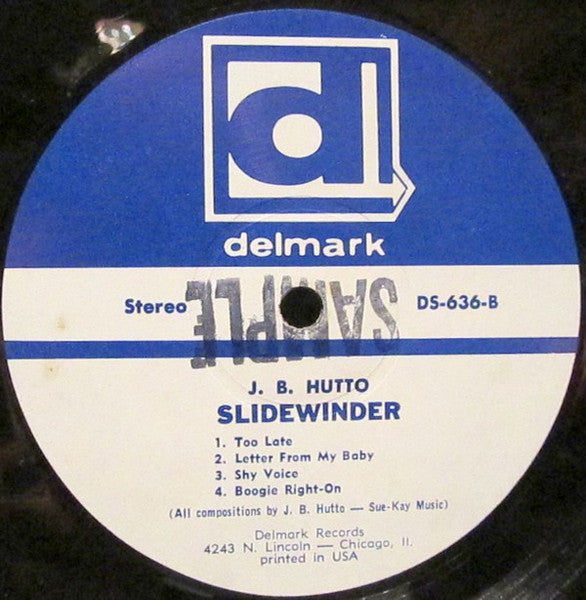 d
delmark
Stereo
SAMPLE
DS-636-B
J. B. HUTTO
SLIDEWINDER
1. Too Late
2. Letter From My Baby
3. Shy Voice
4. Boogie Right-On
(All compositions by J. B. Hutto — Sue-Kay Music)
Delmark Records
4243 N. Lincoln — Chicago, Il.
printed in USA